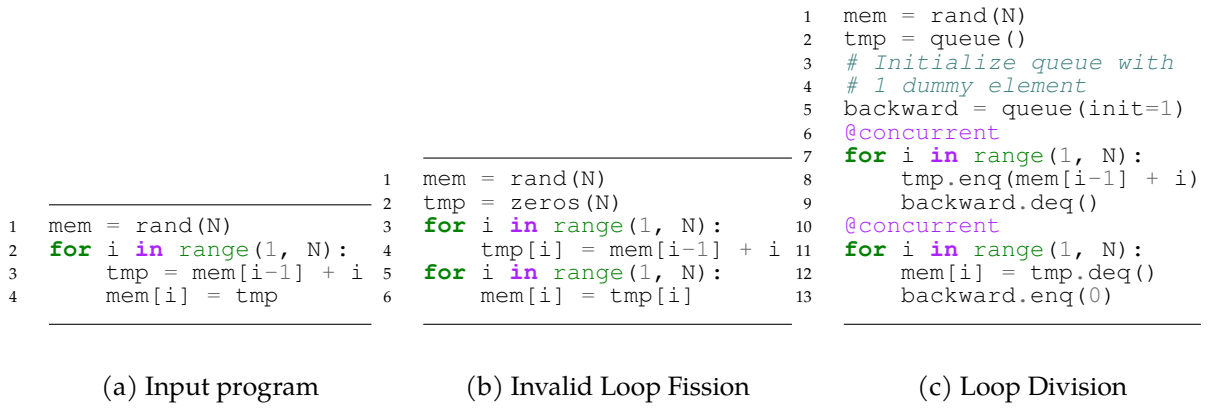 1 mem = rand(N)
2 for i in range(1, N):
3     tmp = mem[i-1] + i
4     mem[i] = tmp
(a) Input program
1 mem = rand(N)
2 tmp = zeros(N)
3 for i in range(1, N):
4     tmp[i] = mem[i-1] + i
5 for i in range(1, N):
6     mem[i] = tmp[i]
(b) Invalid Loop Fission
1 mem = rand(N)
2 tmp = queue()
3 # Initialize queue with
4 # 1 dummy element
5 backward = queue(init=1)
6 @concurrent
7 for i in range(1, N):
8     tmp.enq(mem[i-1] + i)
9     backward.deq()
10 @concurrent
11 for i in range(1, N):
12     mem[i] = tmp.deq()
13     backward.enq(0)
(c) Loop Division